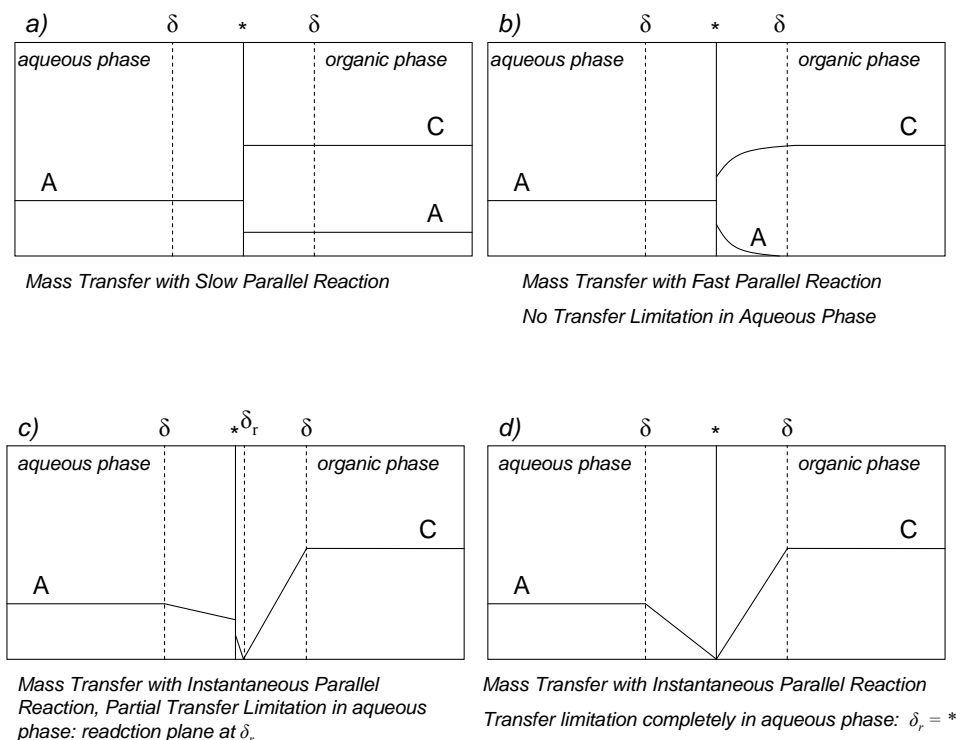 a)
δ * δ
aqueous phase
organic phase
C
A
A
Mass Transfer with Slow Parallel Reaction
b)
δ * δ
aqueous phase
organic phase
C
A
A
Mass Transfer with Fast Parallel Reaction
No Transfer Limitation in Aqueous Phase
c)
δ * δr δ
aqueous phase
organic phase
C
A
Mass Transfer with Instantaneous Parallel
Reaction, Partial Transfer Limitation in aqueous
phase: readction plane at δr
d)
δ * δ
aqueous phase
organic phase
C
A
Mass Transfer with Instantaneous Parallel Reaction
Transfer limitation completely in aqueous phase: δr = *